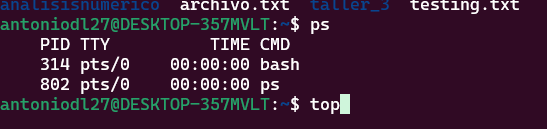 analisisnumerico archivo.txt taller_3 testing.txt
antoniodl27@DESKTOP-357MVLT:~$ ps
PID TTY TIME CMD
314 pts/0 00:00:00 bash
802 pts/0 00:00:00 ps
antoniodl27@DESKTOP-357MVLT:~$ top